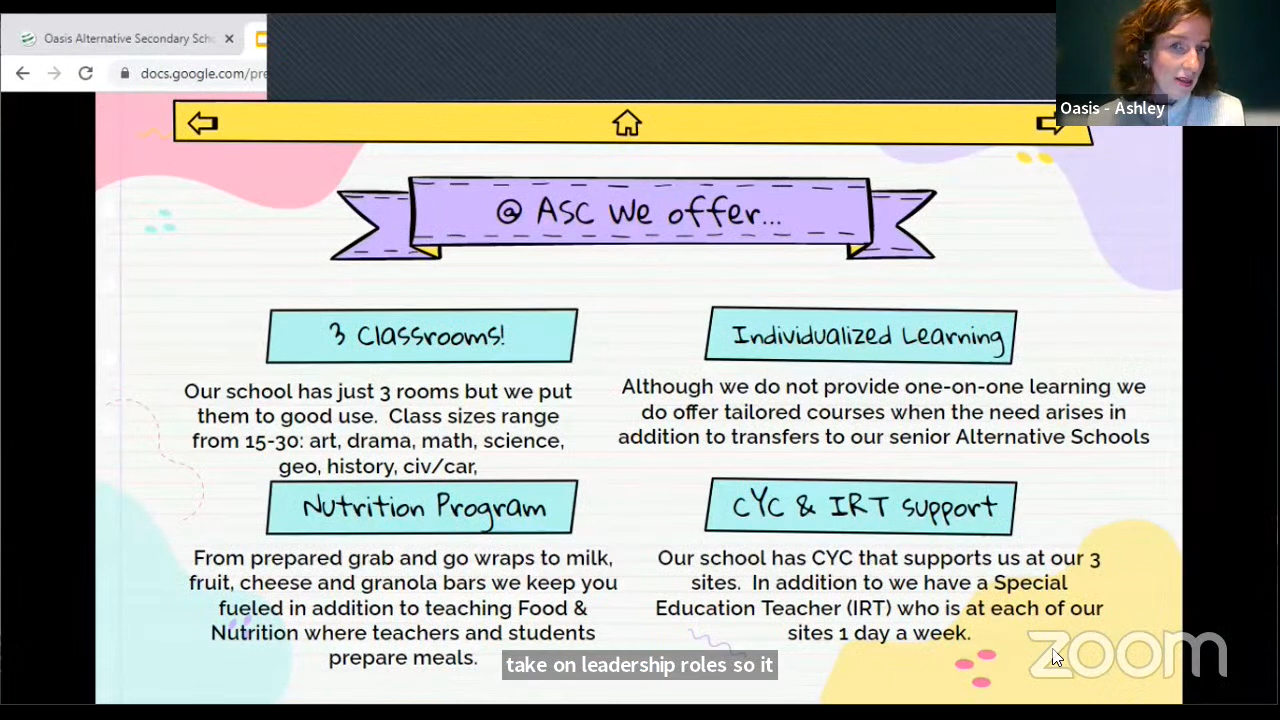 Oasis Alternative Secondary Scho
docs.google.com/pre
Oasis - Ashley
@ ASC We offer...
3 Classrooms!
Our school has just 3 rooms but we put
them to good use. Class sizes range
from 15-30: art, drama, math, science,
geo, history, civ/car,
Individualized Learning
Although we do not provide one-on-one learning we
do offer tailored courses when the need arises in
addition to transfers to our senior Alternative Schools
Nutrition Program
From prepared grab and go wraps to milk,
fruit, cheese and granola bars we keep you
fueled in addition to teaching Food &
Nutrition where teachers and students
prepare meals.
CYC & IRT support
Our school has CYC that supports us at our 3
sites. In addition to we have a Special
Education Teacher (IRT) who is at each of our
sites 1 day a week.
take on leadership roles so it
zoom